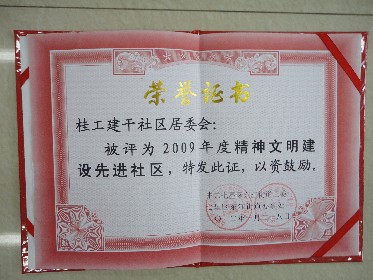 荣誉证书
桂工建干社区居委会:
被评为2009年度精神文明建
设先进社区，特发此证，以资鼓励。